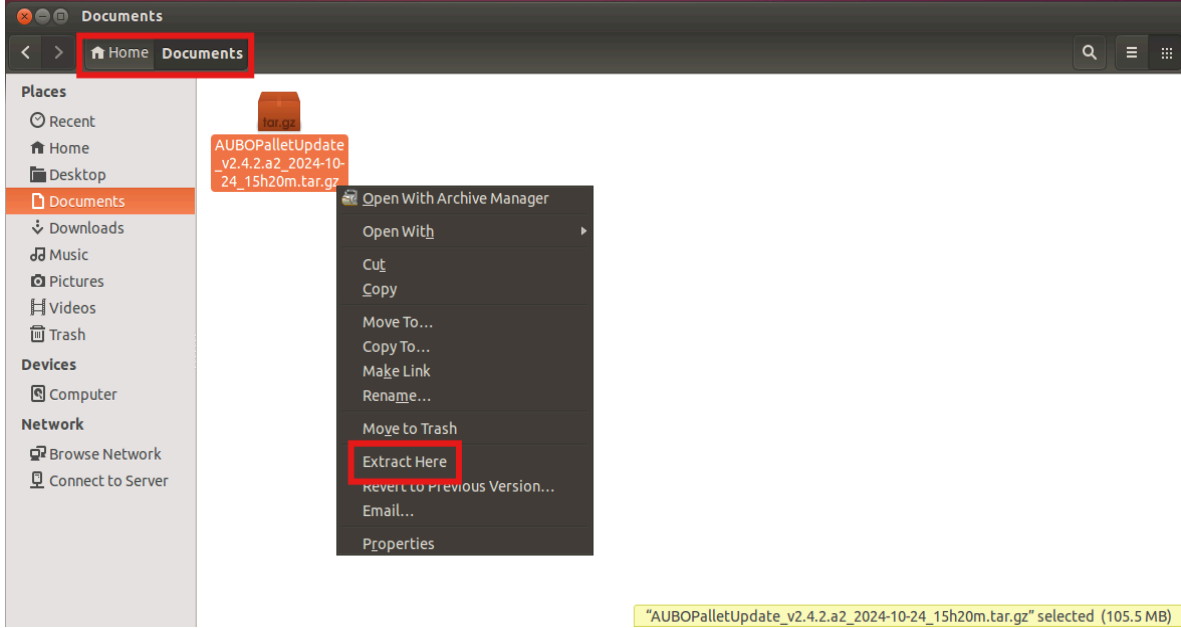 Documents
Home Documents
Places
Recent
Home
Desktop
Documents
Downloads
Music
Pictures
Videos
Trash
Devices
Computer
Network
Browse Network
Connect to Server
tar.gz
AUBOPalletUpdate
_v2.4.2.a2_2024-10-
24_15h20m.tar.gz
Open With Archive Manager
Open With
Cut
Copy
Move To...
Copy To...
Make Link
Rename...
Move to Trash
Extract Here
Revert to Previous Version...
Email...
Properties
"AUBOPalletUpdate_v2.4.2.a2_2024-10-24_15h20m.tar.gz" selected (105.5 MB)